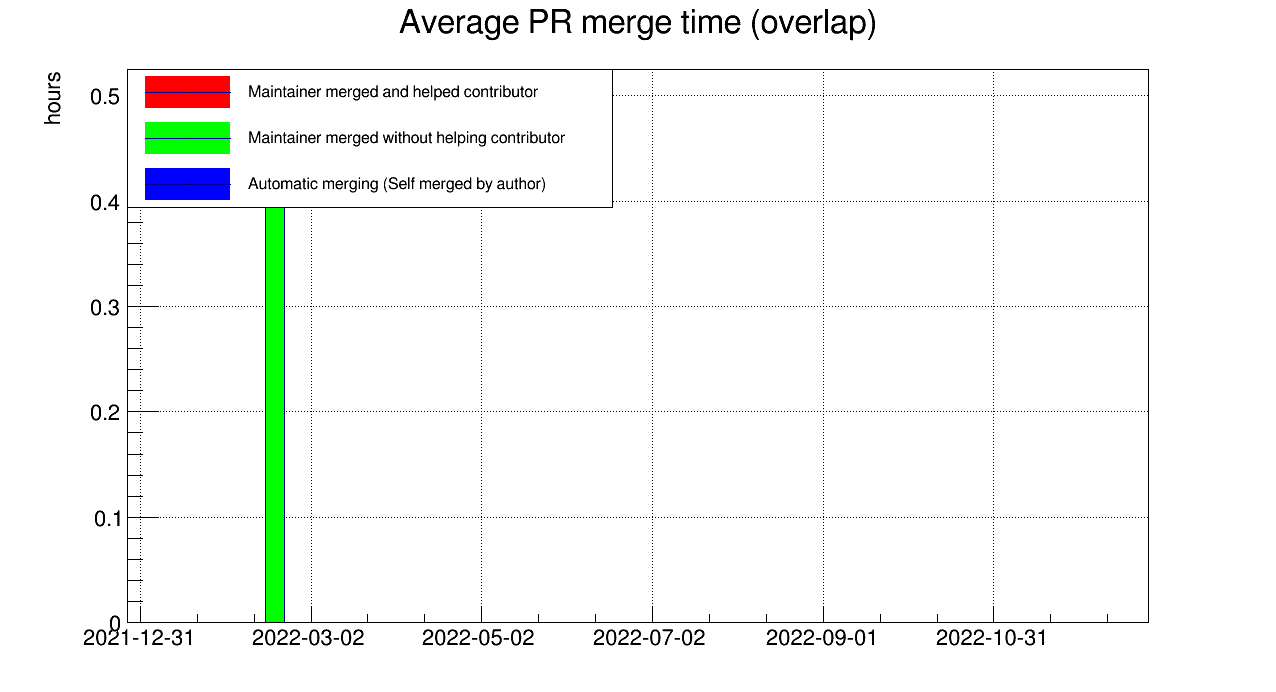 Average PR merge time (overlap)
hours
Maintainer merged and helped contributor
Maintainer merged without helping contributor
Automatic merging (Self merged by author)
0.5
0.4
0.3
0.2
0.1
0
2021-12-31 2022-03-02 2022-05-02 2022-07-02 2022-09-01 2022-10-31